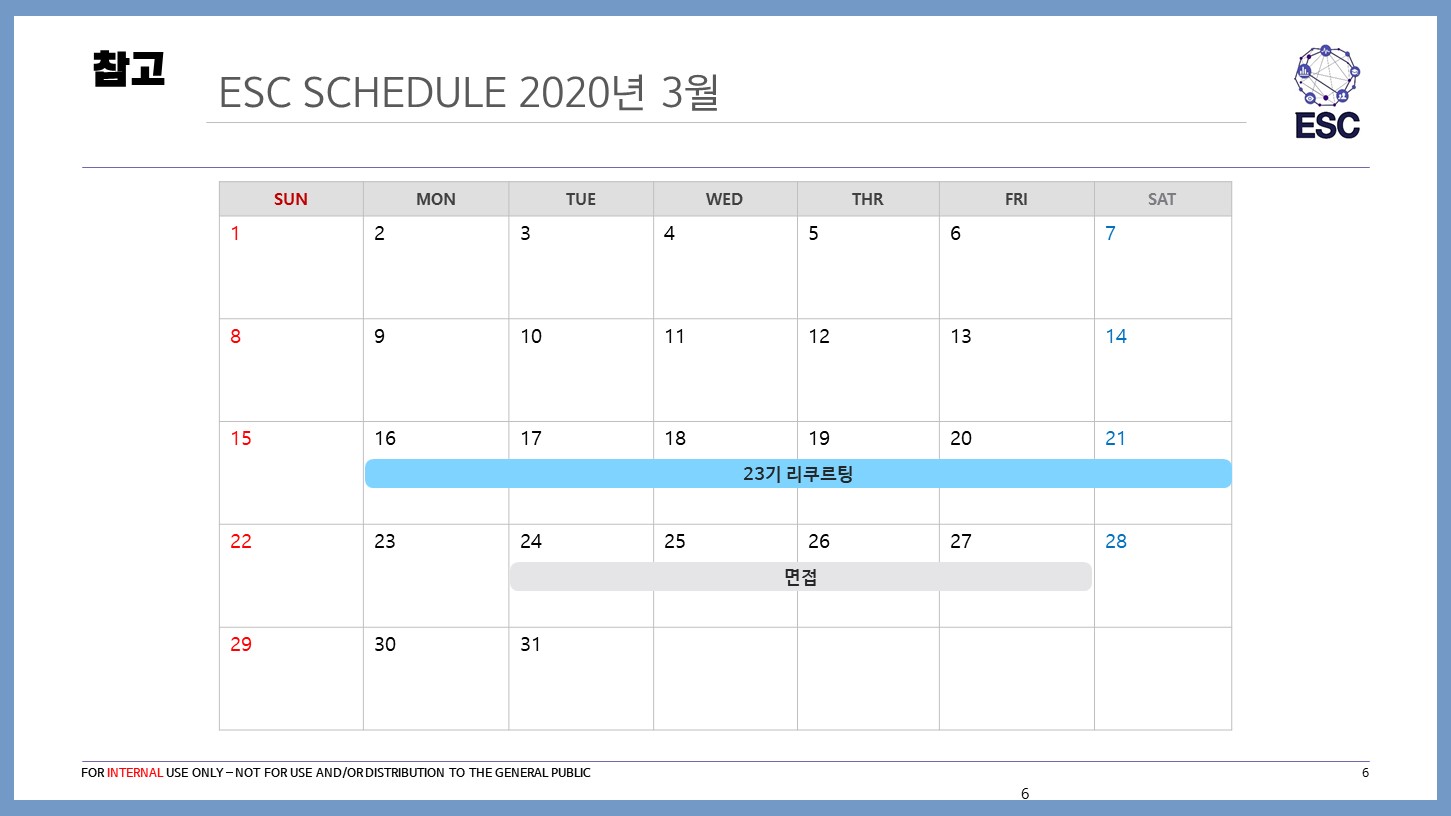 참고
ESC SCHEDULE 2020년 3월
ESC
SUN MON TUE WED THR FRI SAT
1 2 3 4 5 6 7
8 9 10 11 12 13 14
15 16 17 18 19 20 21
23기 리쿠르팅
22 23 24 25 26 27 28
면접
29 30 31
FOR INTERNAL USE ONLY – NOT FOR USE AND/OR DISTRIBUTION TO THE GENERAL PUBLIC 6
6